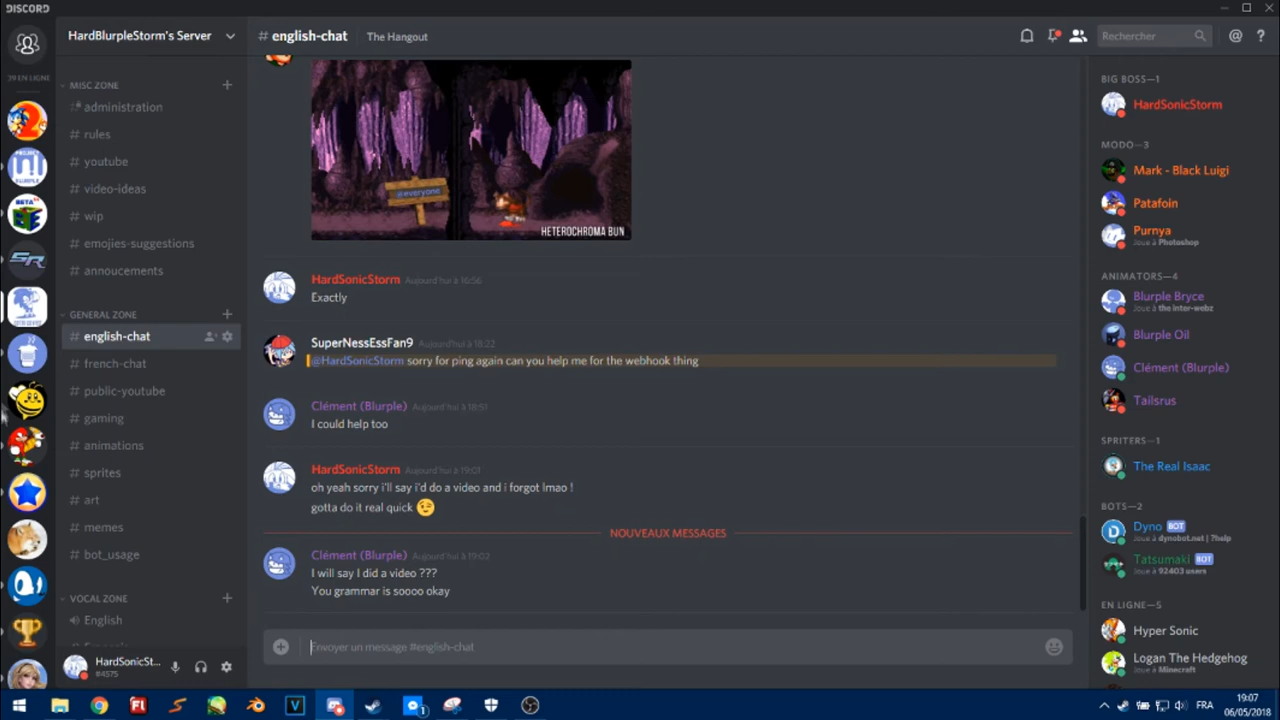 DISCORD
HardBlurpleStorm's Server
# english-chat
The Hangout
Rechercher
39 EN LIGNE
MISC ZONE
administration
# rules
# youtube
# video-ideas
# wip
# emojies-suggestions
# annoucements
GENERAL ZONE
# english-chat
# french-chat
# public-youtube
# gaming
# animations
# sprites
# art
# memes
# bot_usage
VOCAL ZONE
English
HardSonicSt...
#4575
@everyone
HETEROCHROMA BUN
HardSonicStorm Aujourd'hui à 16:56
Exactly
SuperNessEssFan9 Aujourd'hui à 18:22
@HardSonicStorm sorry for ping again can you help me for the webhook thing
Clément (Blurple) Aujourd'hui à 18:51
I could help too
HardSonicStorm Aujourd'hui à 19:01
oh yeah sorry i'll say i'd do a video and i forgot lmao !
gotta do it real quick
NOUVEAUX MESSAGES
Clément (Blurple) Aujourd'hui à 19:02
I will say I did a video ???
You grammar is soooo okay
Envoyer un message #english-chat
BIG BOSS—1
HardSonicStorm
MODO—3
Mark - Black Luigi
Patafoin
Purnya
Joue à Photoshop
ANIMATORS—4
Blurple Bryce
Joue à the inter-webz
Blurple Oil
Clément (Blurple)
Tailsrus
SPRITERS—1
The Real Isaac
BOTS—2
Dyno BOT
Joue à dynobot.net | ?help
Tatsumaki BOT
Joue à 92403 users
EN LIGNE—5
Hyper Sonic
Logan The Hedgehog
Joue à Minecraft
FRA
19:07
06/05/2018